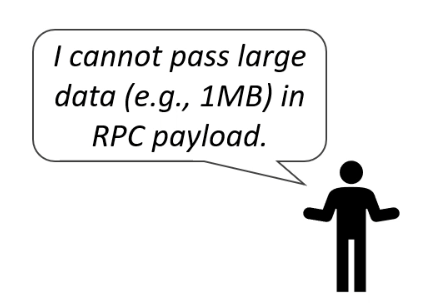 I cannot pass large
data (e.g., 1MB) in
RPC payload.